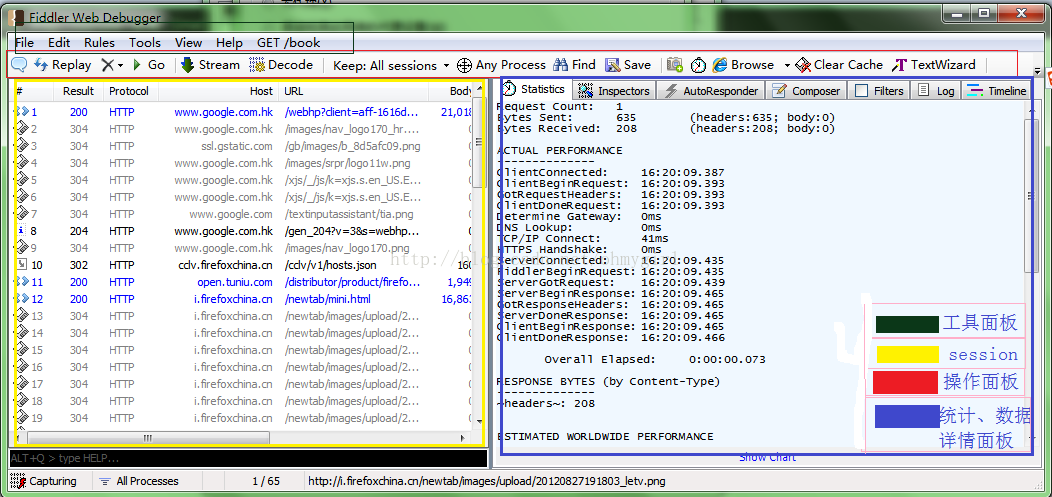 Fiddler Web Debugger
File Edit Rules Tools View Help GET /book
Replay Go Stream Decode Keep: All sessions Any Process Find Save Browse Clear Cache TextWizard
# Result Protocol Host URL Body
1 200 HTTP www.google.com.hk /webhp?client=aff-1616d... 21,018
2 304 HTTP www.google.com.hk /images/nav_logo170_hr....
3 304 HTTP ssl.gstatic.com /gb/images/b_8d5afc09.png
4 304 HTTP www.google.com.hk /images/srpr/logo11w.png
5 304 HTTP www.google.com.hk /xjs/_/js/k=xjs.s.en_US.E...
6 304 HTTP www.google.com.hk /xjs/_/js/k=xjs.s.en_US.E...
7 304 HTTP www.google.com /textinputassistant/tia.png
8 204 HTTP www.google.com.hk /gen_204?v=3&s=webhp...
9 304 HTTP www.google.com.hk /images/nav_logo170.png
10 302 HTTP cclv.firefoxchina.cn /cclv/v1/hosts.json 160
11 200 HTTP open.tuniu.com /distributor/product/firefo... 1,949
12 200 HTTP i.firefoxchina.cn /newtab/mini.html 16,863
13 304 HTTP i.firefoxchina.cn /newtab/images/upload/2...
14 304 HTTP i.firefoxchina.cn /newtab/images/upload/2...
15 304 HTTP i.firefoxchina.cn /newtab/images/upload/2...
16 304 HTTP i.firefoxchina.cn /newtab/images/upload/2...
17 304 HTTP i.firefoxchina.cn /newtab/images/upload/2...
18 304 HTTP i.firefoxchina.cn /newtab/images/upload/2...
19 304 HTTP i.firefoxchina.cn /newtab/images/upload/2...
ALT+Q > type HELP...
Statistics Inspectors AutoResponder Composer Filters Log Timeline
Request Count: 1
Bytes Sent: 635 (headers:635; body:0)
Bytes Received: 208 (headers:208; body:0)
ACTUAL PERFORMANCE
--------------
ClientConnected: 16:20:09.387
ClientBeginRequest: 16:20:09.393
GotRequestHeaders: 16:20:09.393
ClientDoneRequest: 16:20:09.393
Determine Gateway: 0ms
DNS Lookup: 0ms
TCP/IP Connect: 41ms
HTTPS Handshake: 0ms
ServerConnected: 16:20:09.435
FiddlerBeginRequest: 16:20:09.435
ServerGotRequest: 16:20:09.439
ServerBeginResponse: 16:20:09.465
GotResponseHeaders: 16:20:09.465
ServerDoneResponse: 16:20:09.465
ClientBeginResponse: 16:20:09.465
ClientDoneResponse: 16:20:09.466
Overall Elapsed: 0:00:00.073
RESPONSE BYTES (by Content-Type)
--------------
~headers~: 208
ESTIMATED WORLDWIDE PERFORMANCE
Show Chart
工具面板
session
操作面板
统计、数据
详情面板
Capturing All Processes 1 / 65 http://i.firefoxchina.cn/newtab/images/upload/20120827191803_letv.png